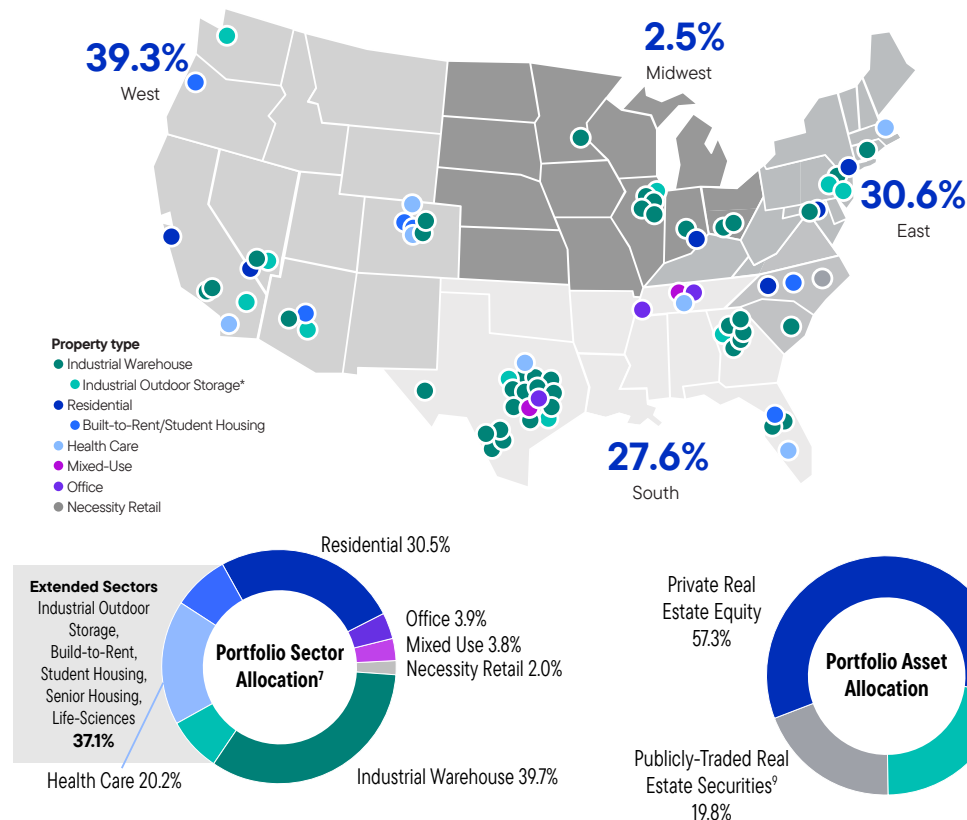 39.3%
West
2.5%
Midwest
30.6%
East
27.6%
South
Property type
Industrial Warehouse
Industrial Outdoor Storage*
Residential
Built-to-Rent/Student Housing
Health Care
Mixed-Use
Office
Necessity Retail
Extended Sectors
Industrial Outdoor
Storage,
Build-to-Rent,
Student Housing,
Senior Housing,
Life-Sciences
37.1%
Portfolio Sector
Allocation⁷
Residential 30.5%
Office 3.9%
Mixed Use 3.8%
Necessity Retail 2.0%
Industrial Warehouse 39.7%
Health Care 20.2%
Private Real
Estate Equity
57.3%
Portfolio Asset
Allocation
Publicly-Traded Real
Estate Securities⁹
19.8%